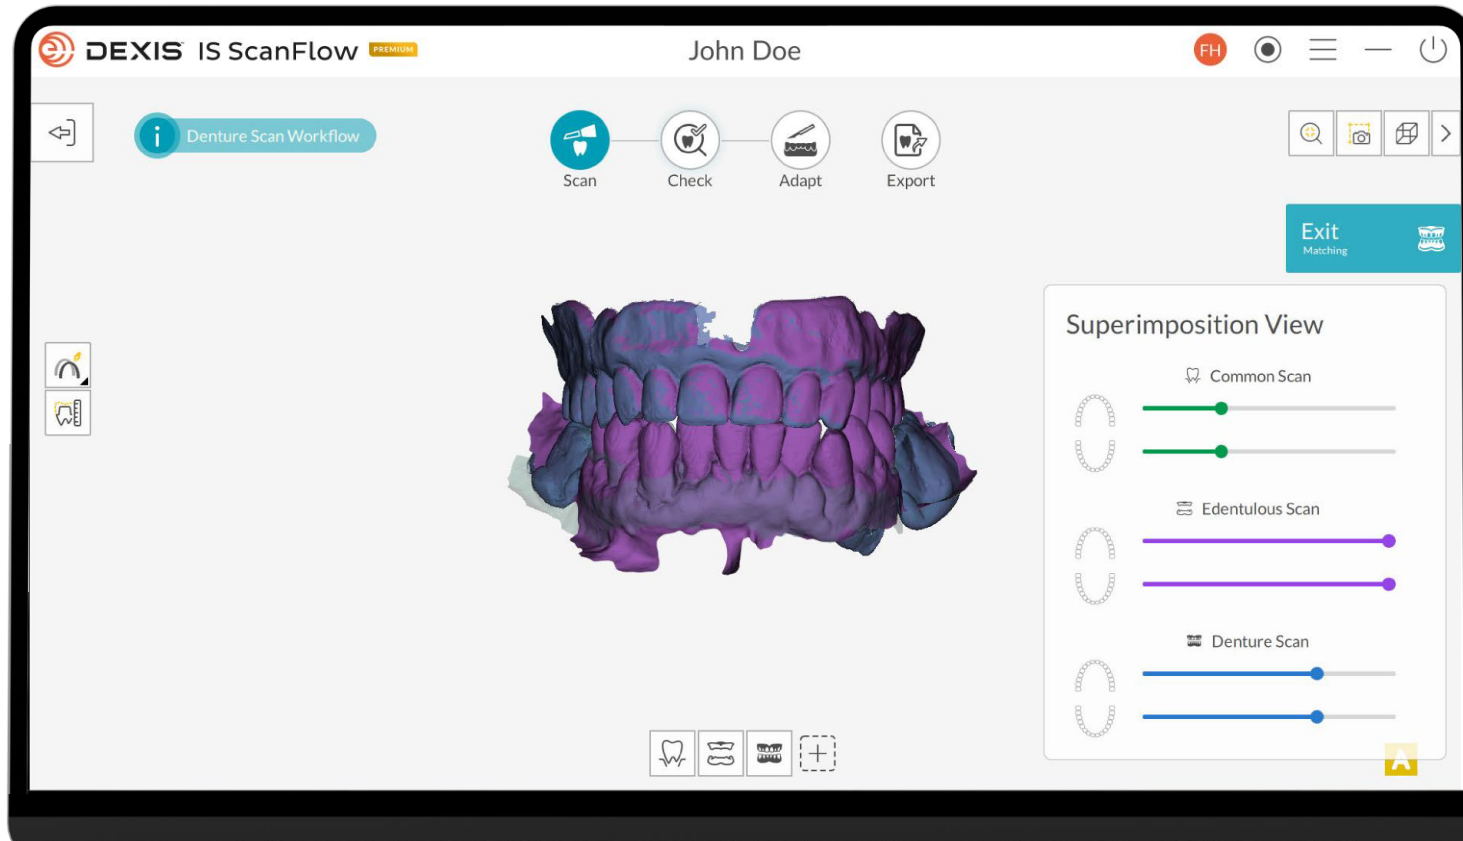 DEXIS IS ScanFlow PREMIUM
John Doe
FH
i Denture Scan Workflow
Scan
Check
Adapt
Export
Exit
Matching
Superimposition View
Common Scan
Edentulous Scan
Denture Scan
A